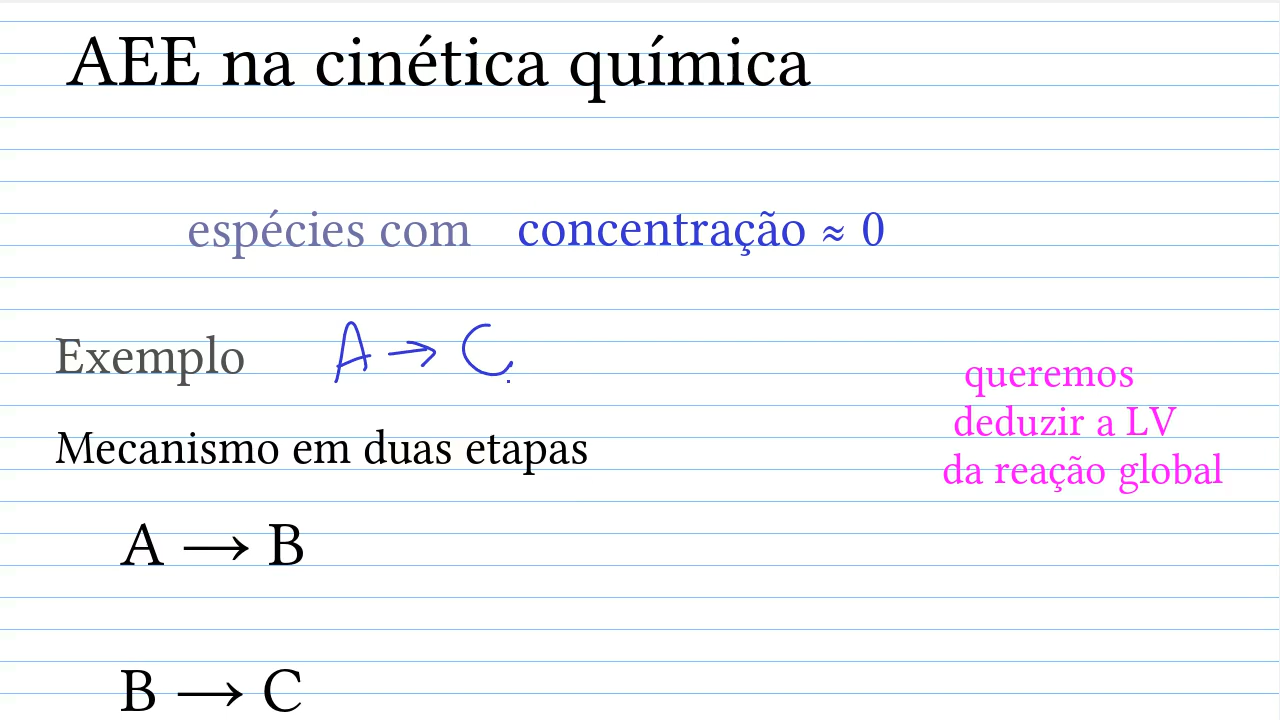 AEE na cinética química
espécies com concentração ≈ 0
Exemplo A → C
queremos
deduzir a LV
da reação global
Mecanismo em duas etapas
A → B
B → C